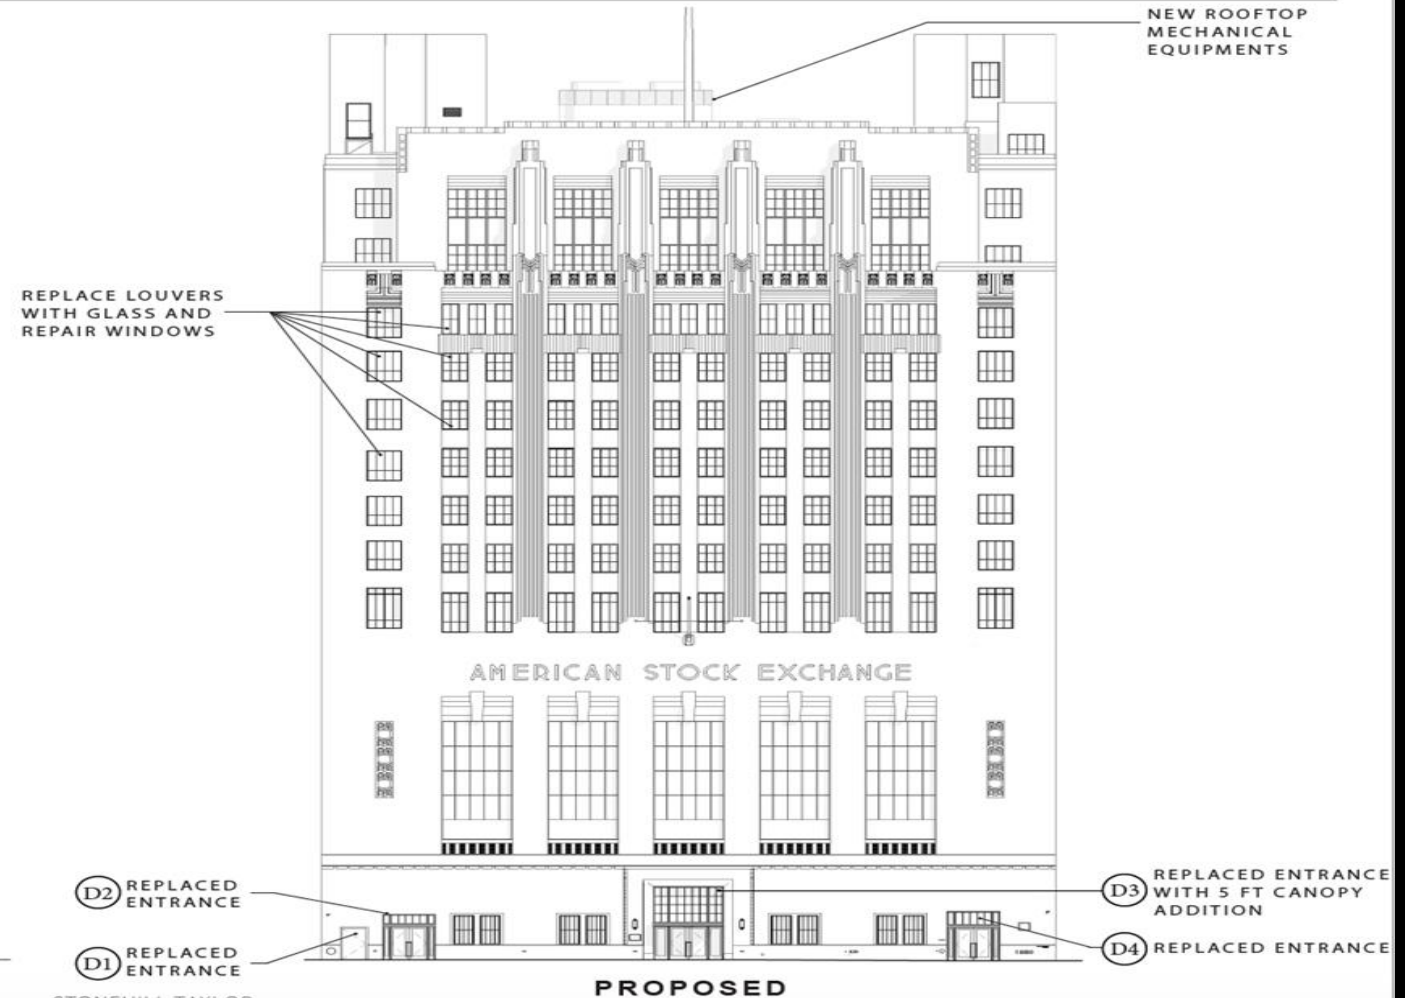 NEW ROOFTOP
MECHANICAL
EQUIPMENTS
REPLACE LOUVERS
WITH GLASS AND
REPAIR WINDOWS
AMERICAN STOCK EXCHANGE
D2 REPLACED
ENTRANCE
D1 REPLACED
ENTRANCE
D3 REPLACED ENTRANCE
WITH 5 FT CANOPY
ADDITION
D4 REPLACED ENTRANCE
PROPOSED